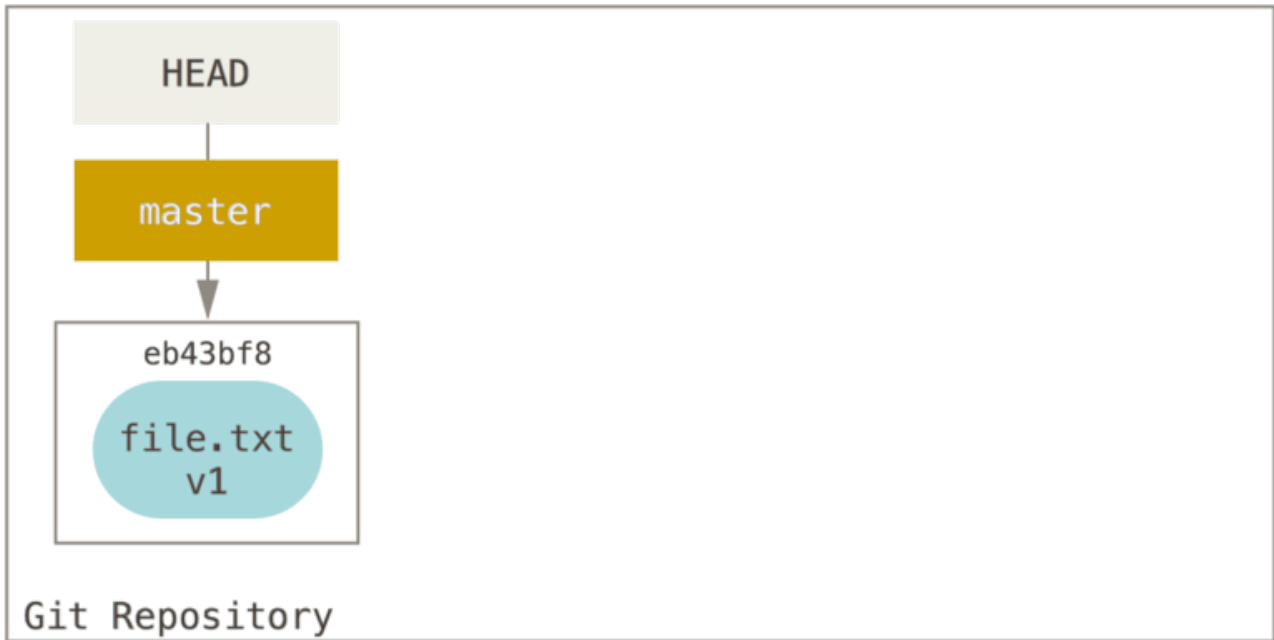 HEAD
master
eb43bf8
file.txt
v1
Git Repository